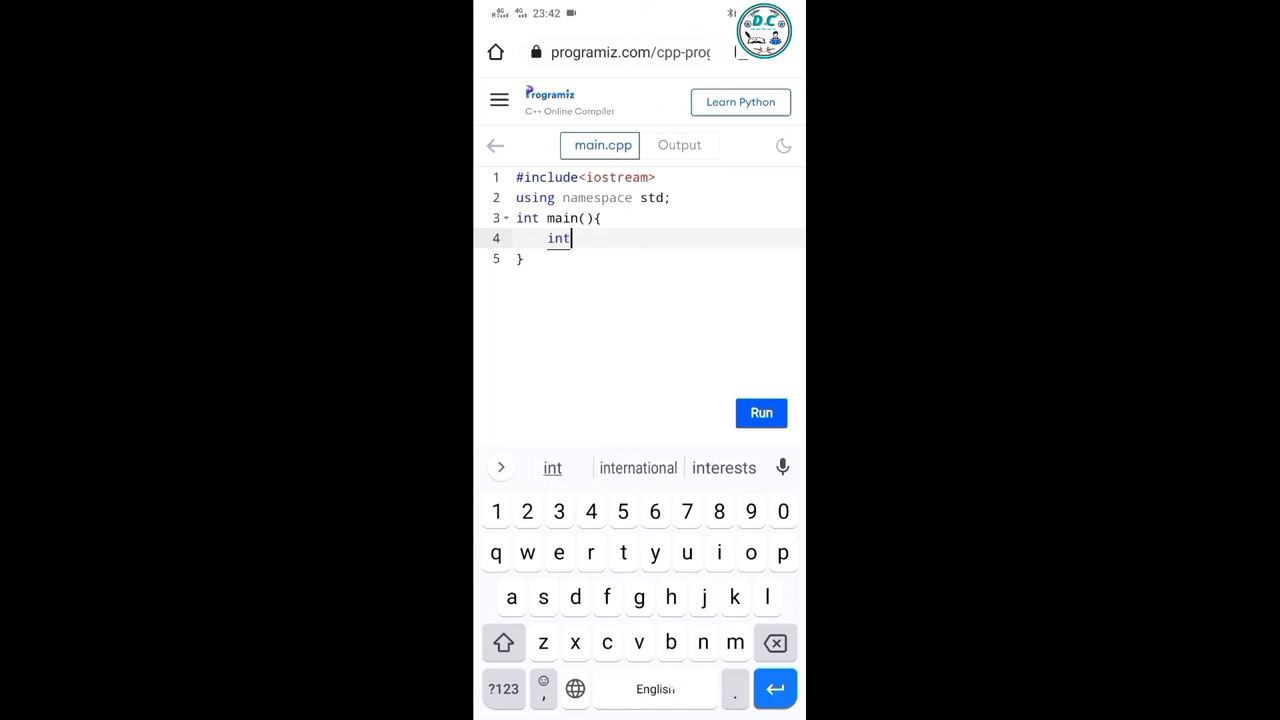 4G 4G 23:42
D.C
programiz.com/cpp-prog
Programiz
C++ Online Compiler
Learn Python
main.cpp Output
1 #include<iostream>
2 using namespace std;
3 int main(){
4 int
5 }
Run
int international interests
1 2 3 4 5 6 7 8 9 0
q w e r t y u i o p
a s d f g h j k l
z x c v b n m
?123 , English .